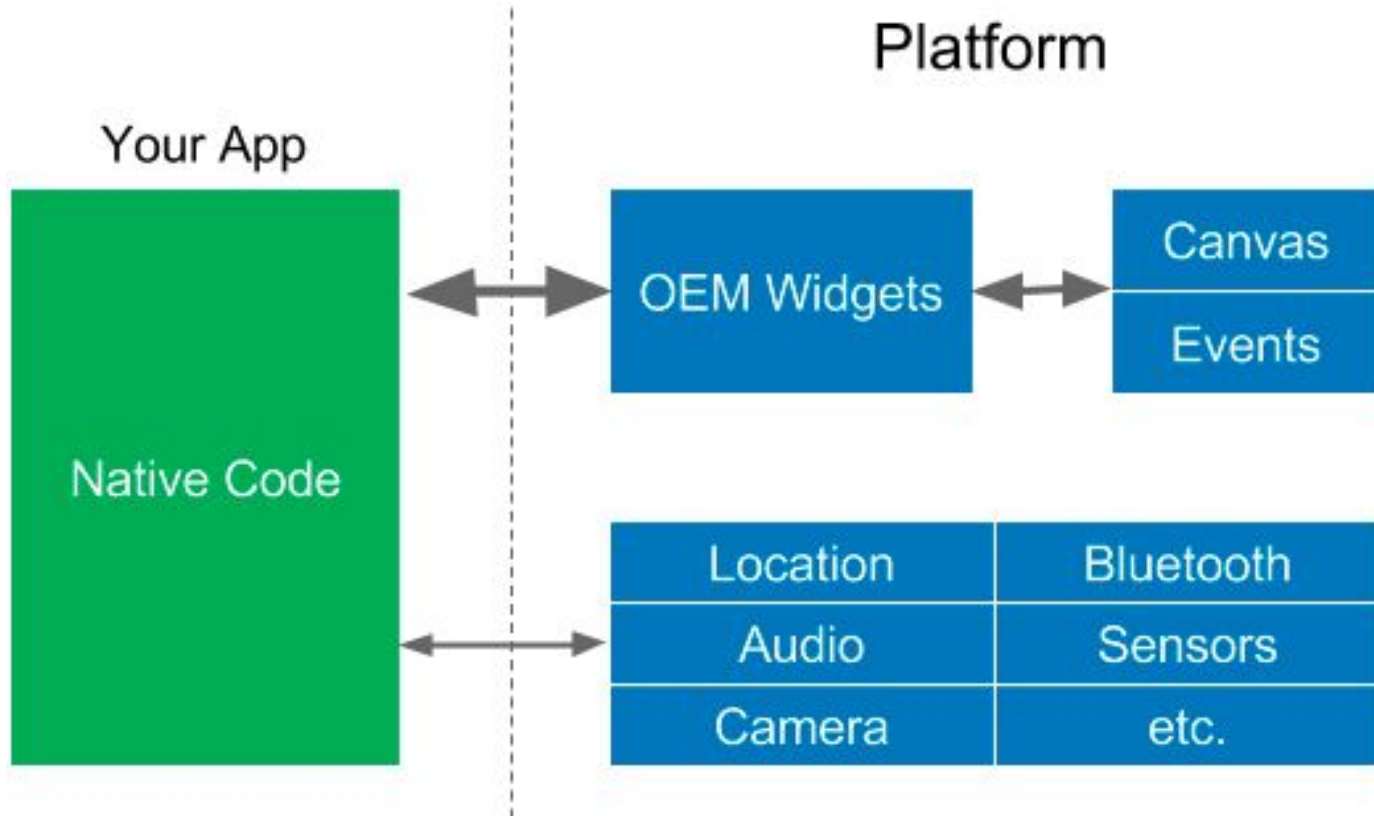 Platform
Your App
Native Code
OEM Widgets
Canvas
Events
Location
Bluetooth
Audio
Sensors
Camera
etc.